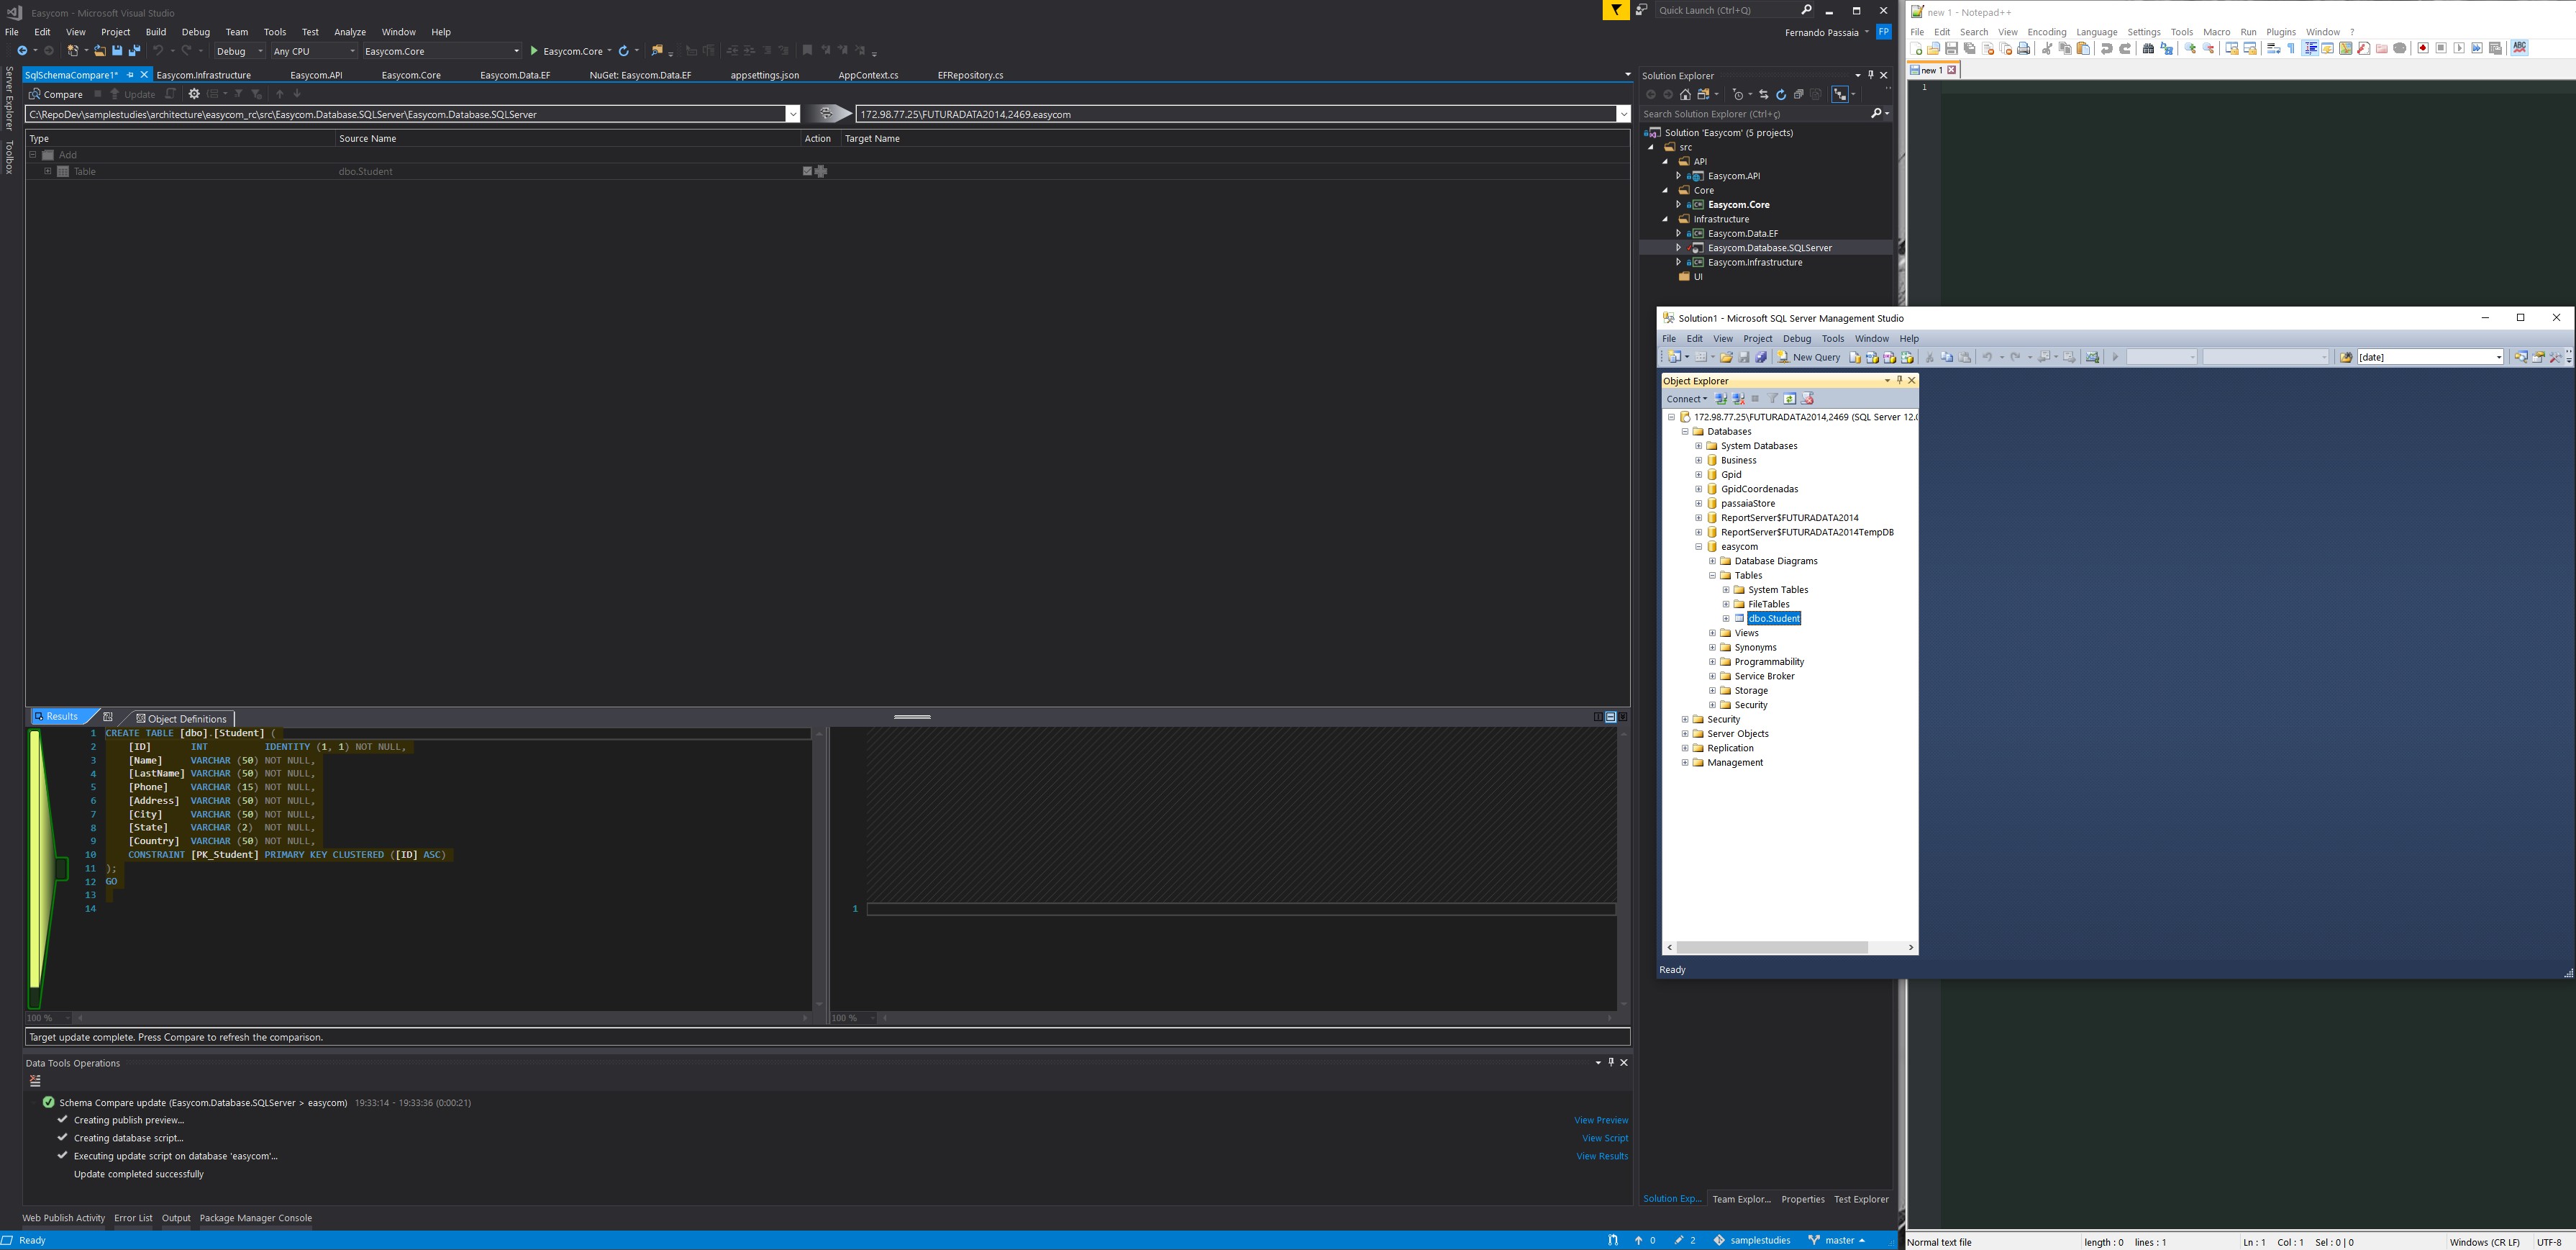 Easycom - Microsoft Visual Studio
Quick Launch (Ctrl+Q)
File Edit View Project Build Debug Team Tools Test Analyze Window Help
Fernando Passaia FP
Debug Any CPU Easycom.Core Easycom.Core
SqlSchemaCompare1* Easycom.Infrastructure Easycom.API Easycom.Core Easycom.Data.EF NuGet: Easycom.Data.EF appsettings.json AppContext.cs EFRepository.cs
Server Explorer
Toolbox
Compare Update
C:\RepoDev\samplestudies\architecture\easycom_rc\src\Easycom.Database.SQLServer\Easycom.Database.SQLServer
172.98.77.25\FUTURADATA2014,2469.easycom
Type Source Name Action Target Name
Add
Table dbo.Student
Results Object Definitions
1 CREATE TABLE [dbo].[Student] (
2 [ID] INT IDENTITY (1, 1) NOT NULL,
3 [Name] VARCHAR (50) NOT NULL,
4 [LastName] VARCHAR (50) NOT NULL,
5 [Phone] VARCHAR (15) NOT NULL,
6 [Address] VARCHAR (50) NOT NULL,
7 [City] VARCHAR (50) NOT NULL,
8 [State] VARCHAR (2) NOT NULL,
9 [Country] VARCHAR (50) NOT NULL,
10 CONSTRAINT [PK_Student] PRIMARY KEY CLUSTERED ([ID] ASC)
11 );
12 GO
13
14
1
100 %
100 %
Target update complete. Press Compare to refresh the comparison.
Data Tools Operations
Schema Compare update (Easycom.Database.SQLServer > easycom) 19:33:14 - 19:33:36 (0:00:21)
Creating publish preview... View Preview
Creating database script... View Script
Executing update script on database 'easycom'... View Results
Update completed successfully
Web Publish Activity Error List Output Package Manager Console
Ready 0 2 samplestudies master
Solution Explorer
Search Solution Explorer (Ctrl+ç)
Solution 'Easycom' (5 projects)
src
API
Easycom.API
Core
Easycom.Core
Infrastructure
Easycom.Data.EF
Easycom.Database.SQLServer
Easycom.Infrastructure
UI
Solution Exp... Team Explor... Properties Test Explorer
new 1 - Notepad++
File Edit Search View Encoding Language Settings Tools Macro Run Plugins Window ?
new 1
1
Solution1 - Microsoft SQL Server Management Studio
File Edit View Project Debug Tools Window Help
New Query [date]
Object Explorer
Connect
172.98.77.25\FUTURADATA2014,2469 (SQL Server 12.0
Databases
System Databases
Business
Gpid
GpidCoordenadas
passaiaStore
ReportServer$FUTURADATA2014
ReportServer$FUTURADATA2014TempDB
easycom
Database Diagrams
Tables
System Tables
FileTables
dbo.Student
Views
Synonyms
Programmability
Service Broker
Storage
Security
Security
Server Objects
Replication
Management
Ready
Normal text file length : 0 lines : 1 Ln : 1 Col : 1 Sel : 0 | 0 Windows (CR LF) UTF-8